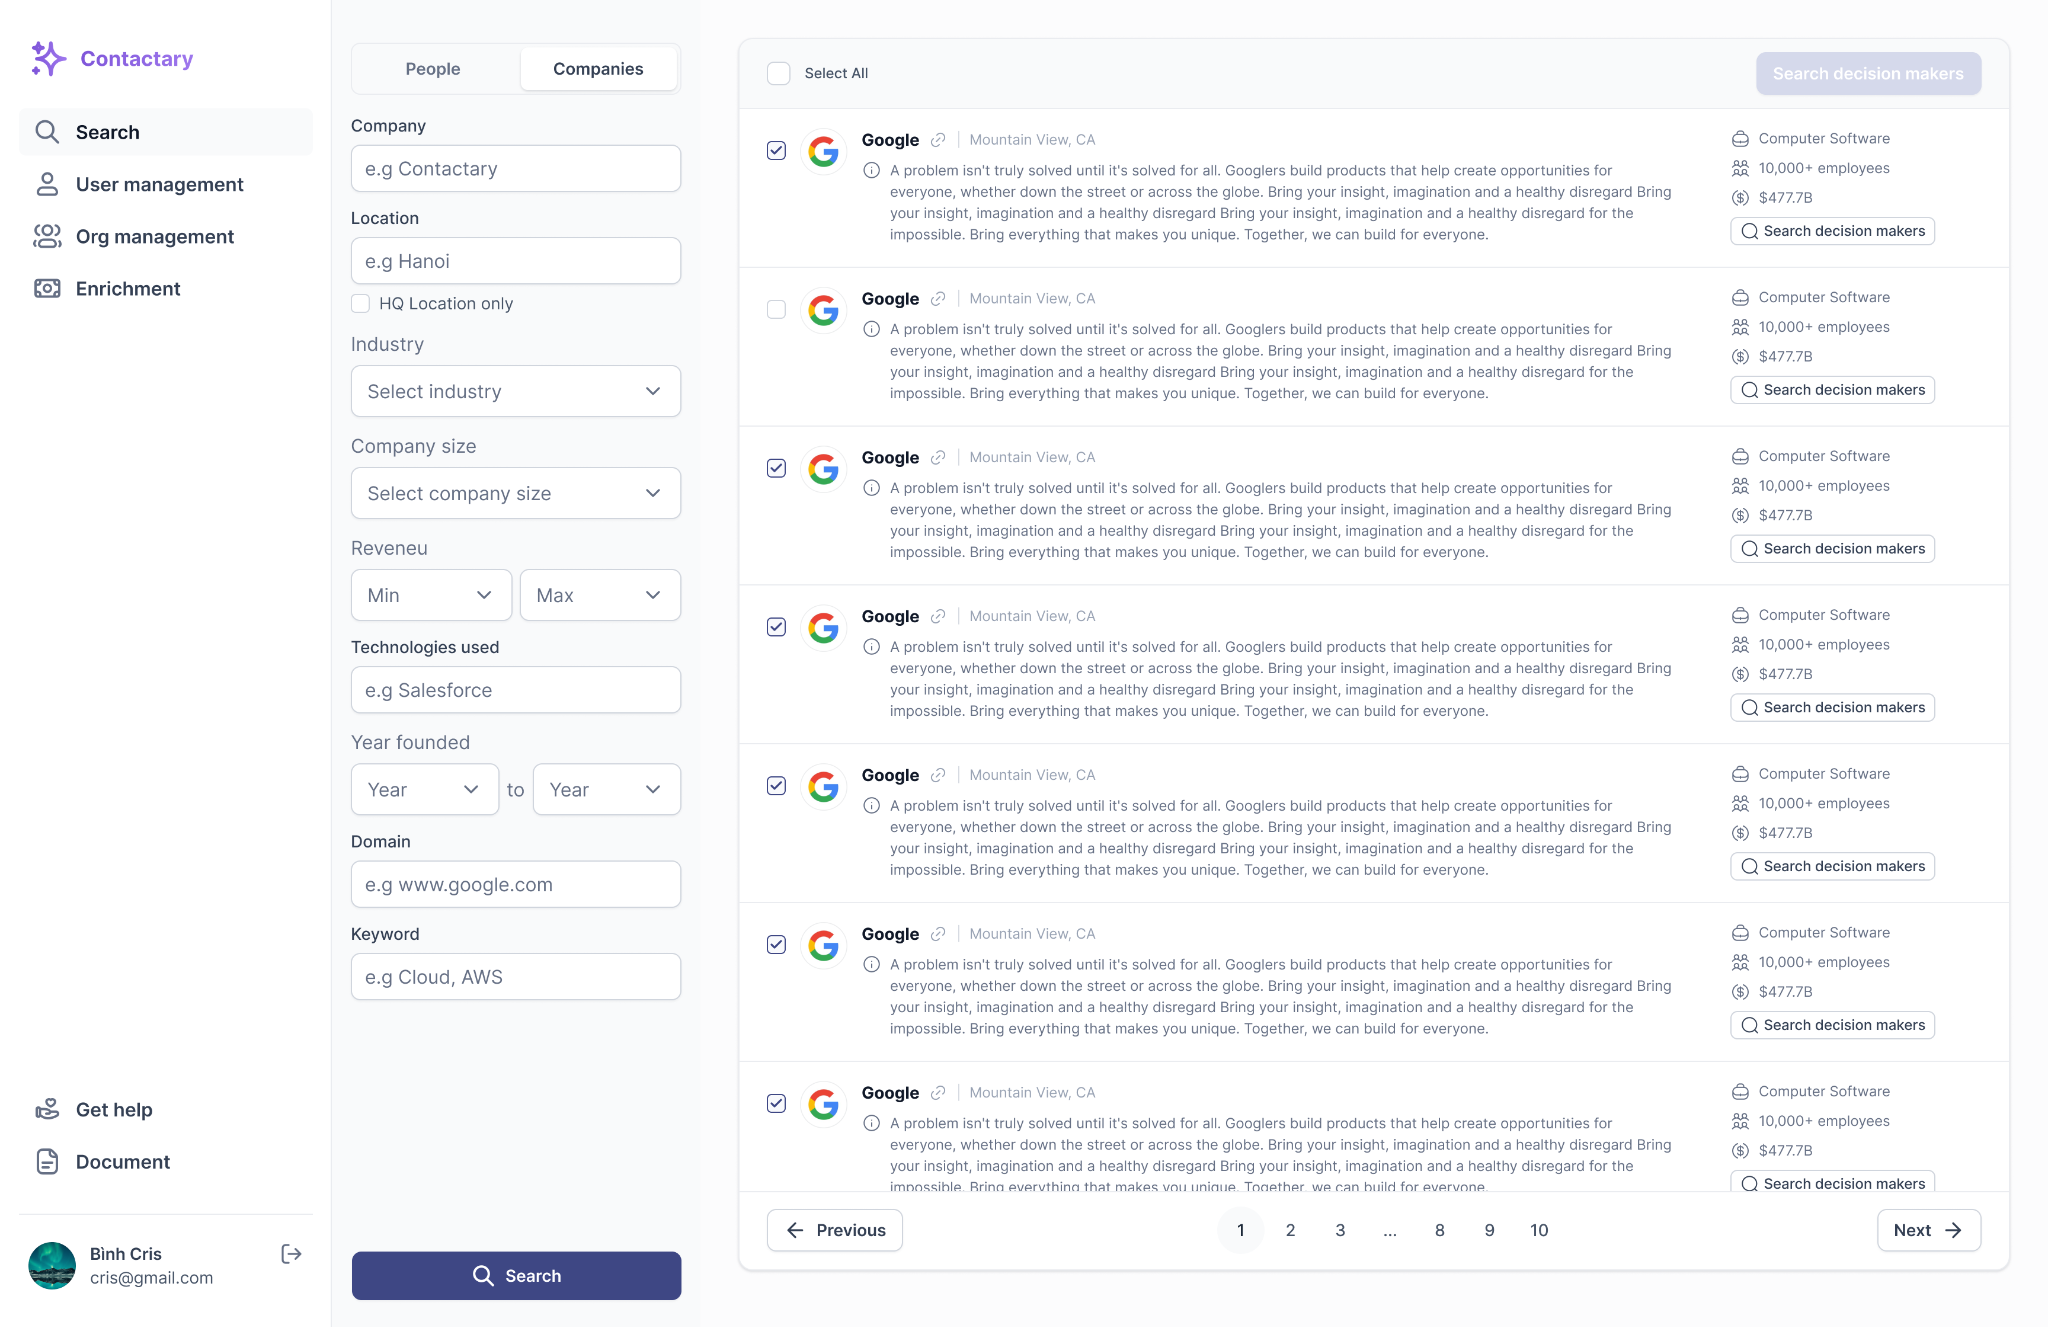 Contactary
Search
User management
Org management
Enrichment
Get help
Document
Bình Cris
cris@gmail.com
People
Companies
Company
e.g Contactary
Location
e.g Hanoi
HQ Location only
Industry
Select industry
Company size
Select company size
Reveneu
Min
Max
Technologies used
e.g Salesforce
Year founded
Year
to
Year
Domain
e.g www.google.com
Keyword
e.g Cloud, AWS
Search
Select All
Search decision makers
Google
Mountain View, CA
A problem isn't truly solved until it's solved for all. Googlers build products that help create opportunities for
everyone, whether down the street or across the globe. Bring your insight, imagination and a healthy disregard Bring
your insight, imagination and a healthy disregard Bring your insight, imagination and a healthy disregard for the
impossible. Bring everything that makes you unique. Together, we can build for everyone.
Computer Software
10,000+ employees
$477.7B
Search decision makers
Google
Mountain View, CA
A problem isn't truly solved until it's solved for all. Googlers build products that help create opportunities for
everyone, whether down the street or across the globe. Bring your insight, imagination and a healthy disregard Bring
your insight, imagination and a healthy disregard Bring your insight, imagination and a healthy disregard for the
impossible. Bring everything that makes you unique. Together, we can build for everyone.
Computer Software
10,000+ employees
$477.7B
Search decision makers
Google
Mountain View, CA
A problem isn't truly solved until it's solved for all. Googlers build products that help create opportunities for
everyone, whether down the street or across the globe. Bring your insight, imagination and a healthy disregard Bring
your insight, imagination and a healthy disregard Bring your insight, imagination and a healthy disregard for the
impossible. Bring everything that makes you unique. Together, we can build for everyone.
Computer Software
10,000+ employees
$477.7B
Search decision makers
Google
Mountain View, CA
A problem isn't truly solved until it's solved for all. Googlers build products that help create opportunities for
everyone, whether down the street or across the globe. Bring your insight, imagination and a healthy disregard Bring
your insight, imagination and a healthy disregard Bring your insight, imagination and a healthy disregard for the
impossible. Bring everything that makes you unique. Together, we can build for everyone.
Computer Software
10,000+ employees
$477.7B
Search decision makers
Google
Mountain View, CA
A problem isn't truly solved until it's solved for all. Googlers build products that help create opportunities for
everyone, whether down the street or across the globe. Bring your insight, imagination and a healthy disregard Bring
your insight, imagination and a healthy disregard Bring your insight, imagination and a healthy disregard for the
impossible. Bring everything that makes you unique. Together, we can build for everyone.
Computer Software
10,000+ employees
$477.7B
Search decision makers
Google
Mountain View, CA
A problem isn't truly solved until it's solved for all. Googlers build products that help create opportunities for
everyone, whether down the street or across the globe. Bring your insight, imagination and a healthy disregard Bring
your insight, imagination and a healthy disregard Bring your insight, imagination and a healthy disregard for the
impossible. Bring everything that makes you unique. Together, we can build for everyone.
Computer Software
10,000+ employees
$477.7B
Search decision makers
Google
Mountain View, CA
A problem isn't truly solved until it's solved for all. Googlers build products that help create opportunities for
everyone, whether down the street or across the globe. Bring your insight, imagination and a healthy disregard Bring
your insight, imagination and a healthy disregard Bring your insight, imagination and a healthy disregard for the
impossible. Bring everything that makes you unique. Together, we can build for everyone.
Computer Software
10,000+ employees
$477.7B
Search decision makers
Previous
1 2 3 ... 8 9 10
Next